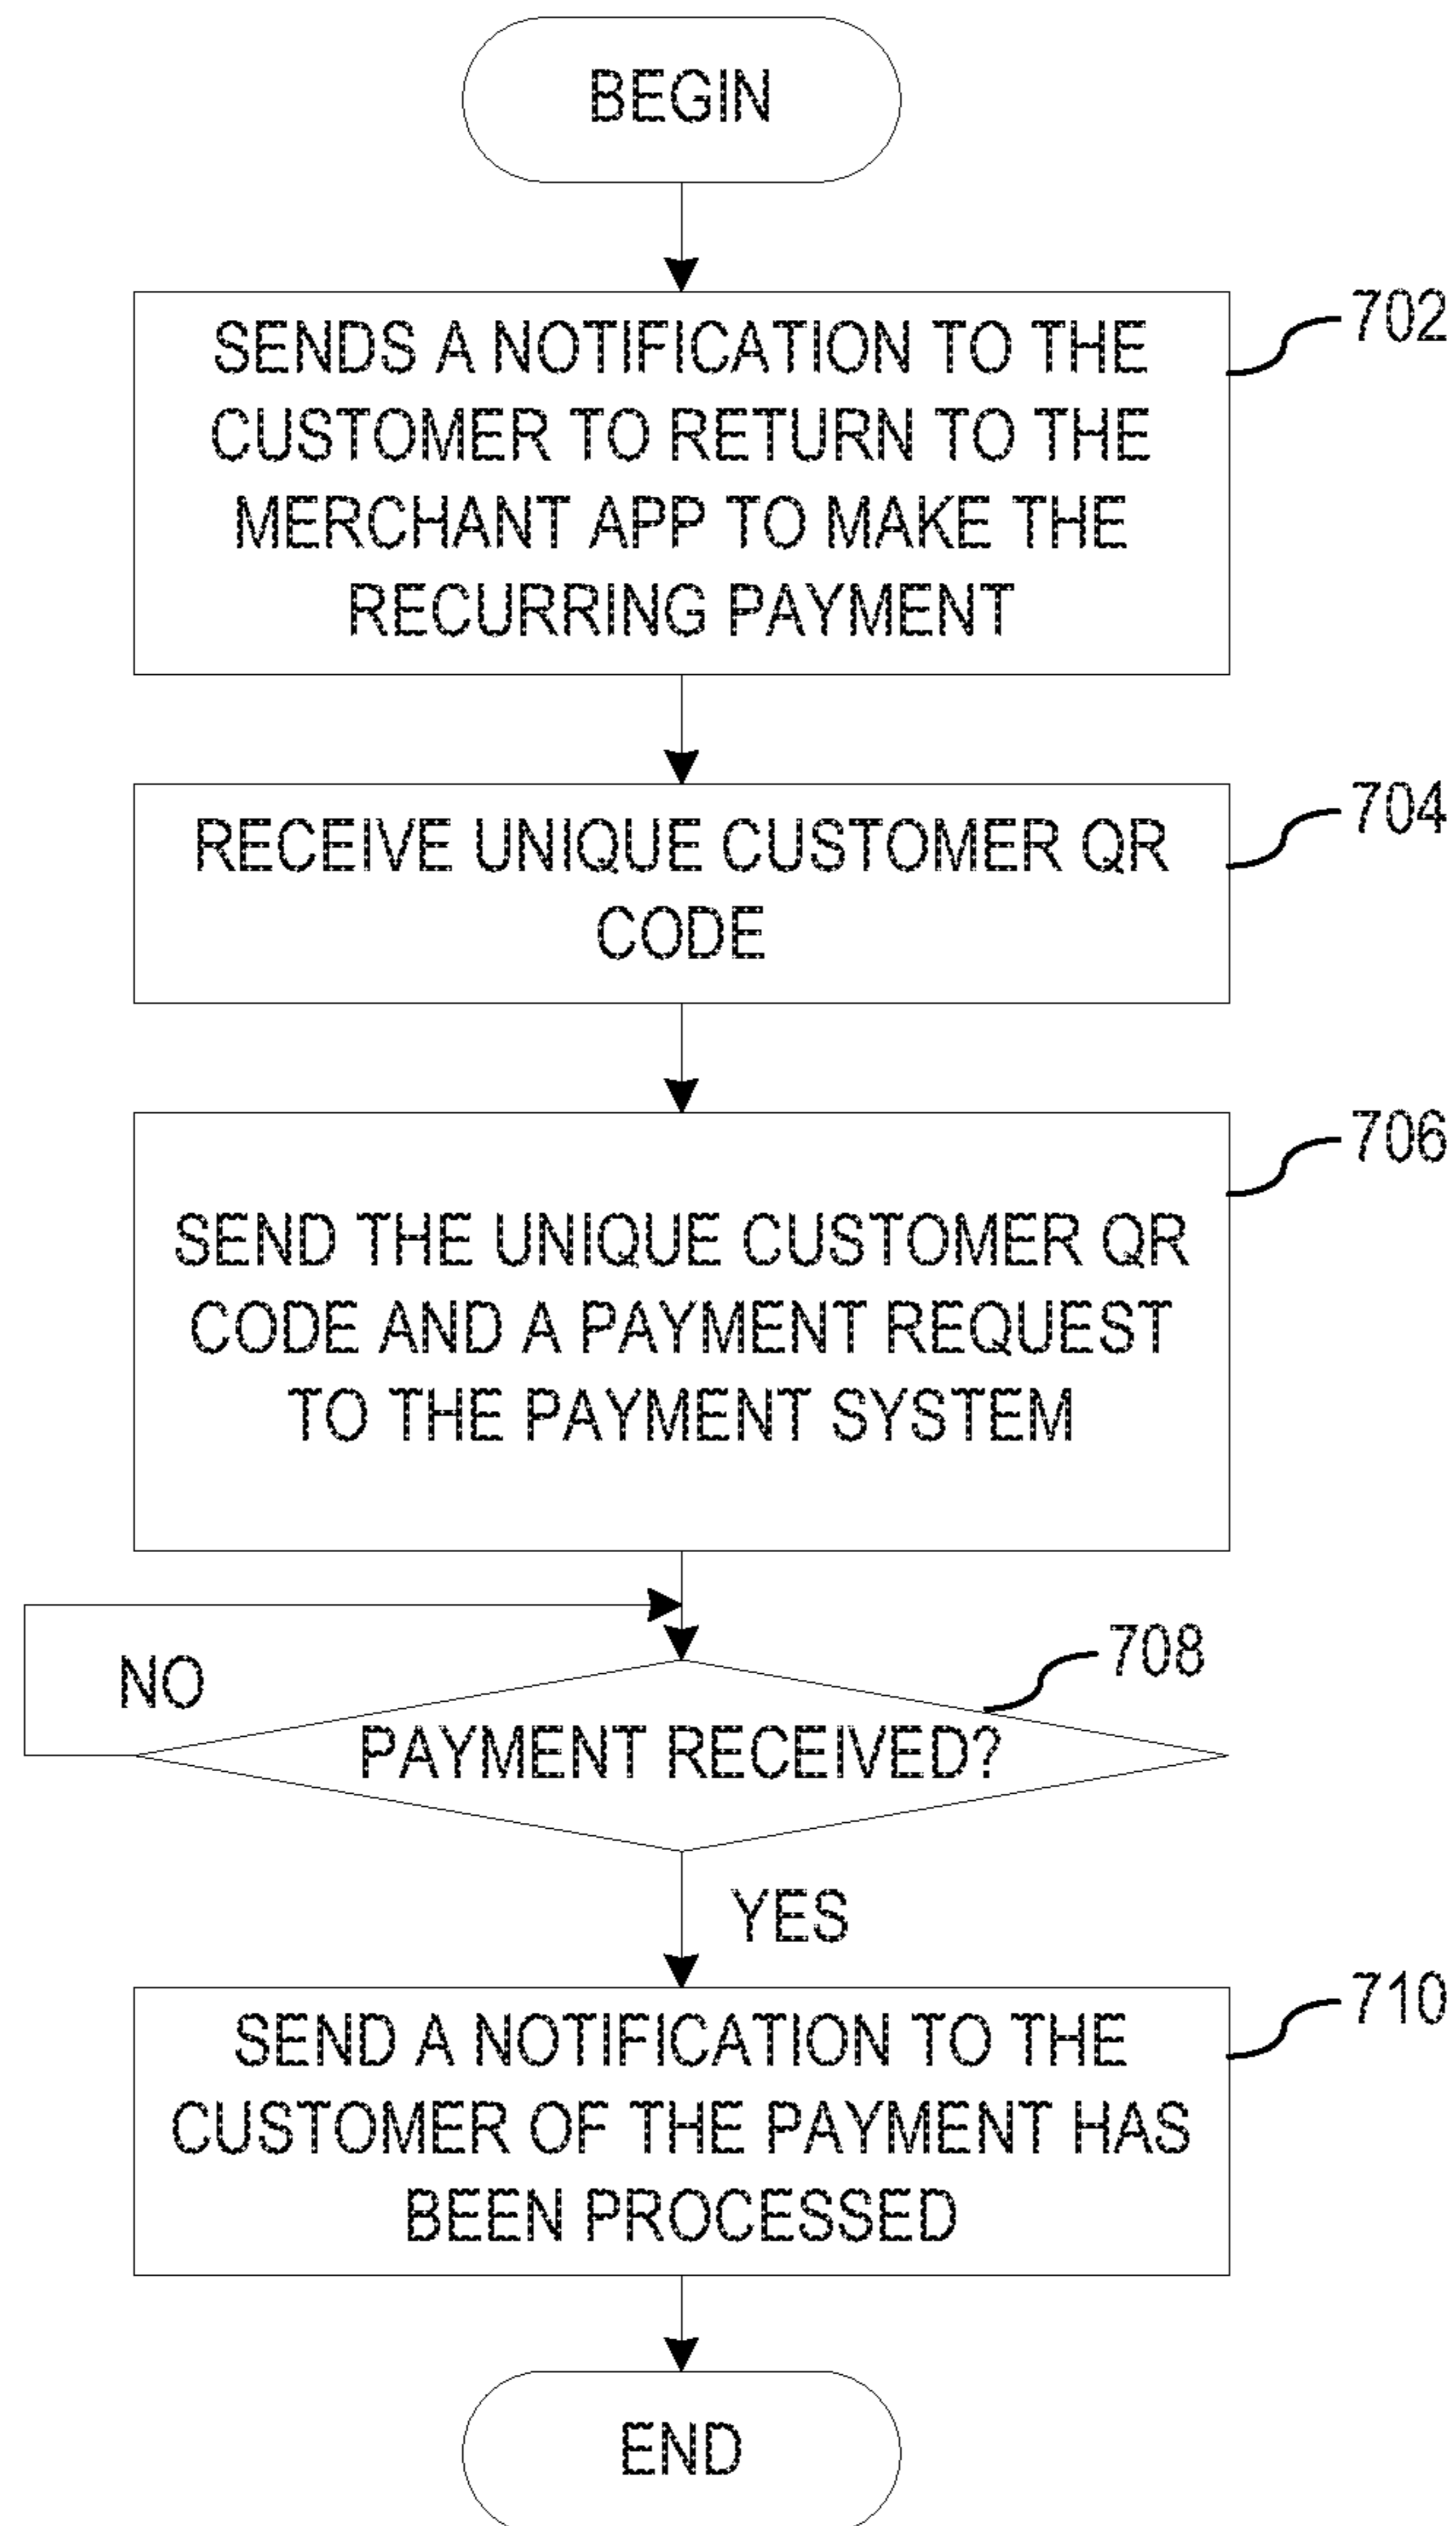 BEGIN
SENDS A NOTIFICATION TO THE
CUSTOMER TO RETURN TO THE
MERCHANT APP TO MAKE THE
RECURRING PAYMENT
702
RECEIVE UNIQUE CUSTOMER QR
CODE
704
SEND THE UNIQUE CUSTOMER QR
CODE AND A PAYMENT REQUEST
TO THE PAYMENT SYSTEM
706
NO
PAYMENT RECEIVED?
708
YES
SEND A NOTIFICATION TO THE
CUSTOMER OF THE PAYMENT HAS
BEEN PROCESSED
710
END